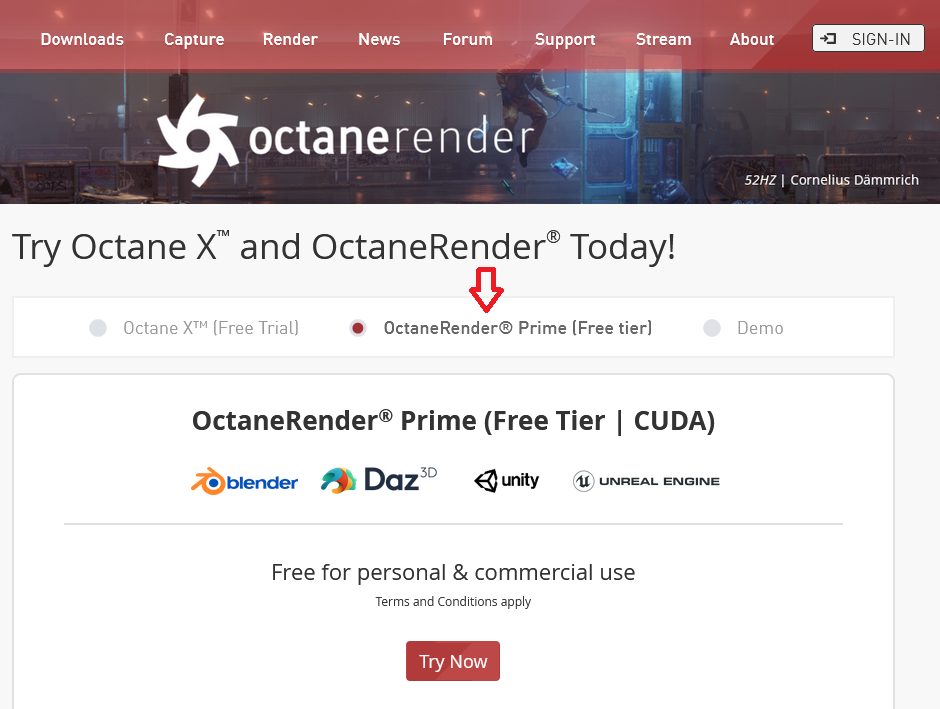 Downloads Capture Render News Forum Support Stream About SIGN-IN
octanerender
52HZ | Cornelius Dämmrich
Try Octane X™ and OctaneRender® Today!
Octane X™ (Free Trial) OctaneRender® Prime (Free tier) Demo
OctaneRender® Prime (Free Tier | CUDA)
blender Daz 3D unity UNREAL ENGINE
Free for personal & commercial use
Terms and Conditions apply
Try Now